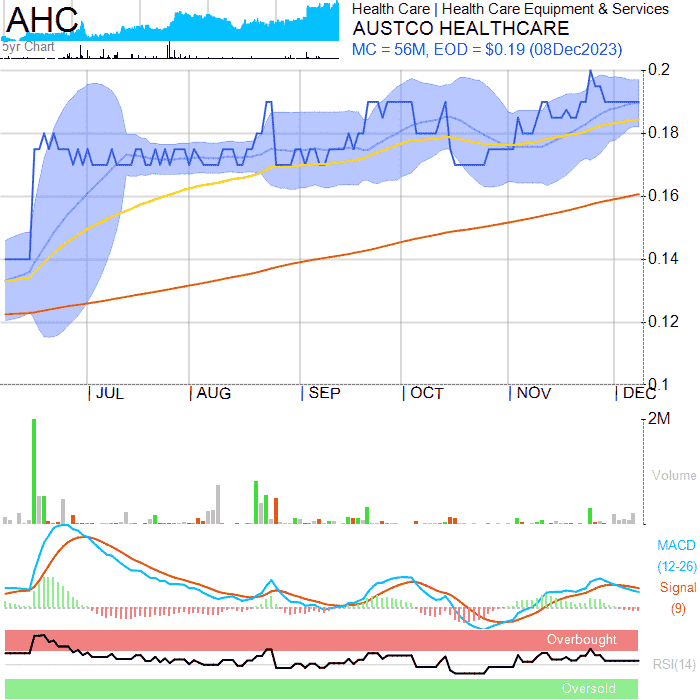 AHC
5yr Chart
Health Care | Health Care Equipment & Services
AUSTCO HEALTHCARE
MC = 56M, EOD = $0.19 (08Dec2023)
0.2
0.18
0.16
0.14
0.12
0.1
JUL
AUG
SEP
OCT
NOV
DEC
2M
Volume
MACD
(12-26)
Signal
(9)
Overbought
RSI(14)
Oversold